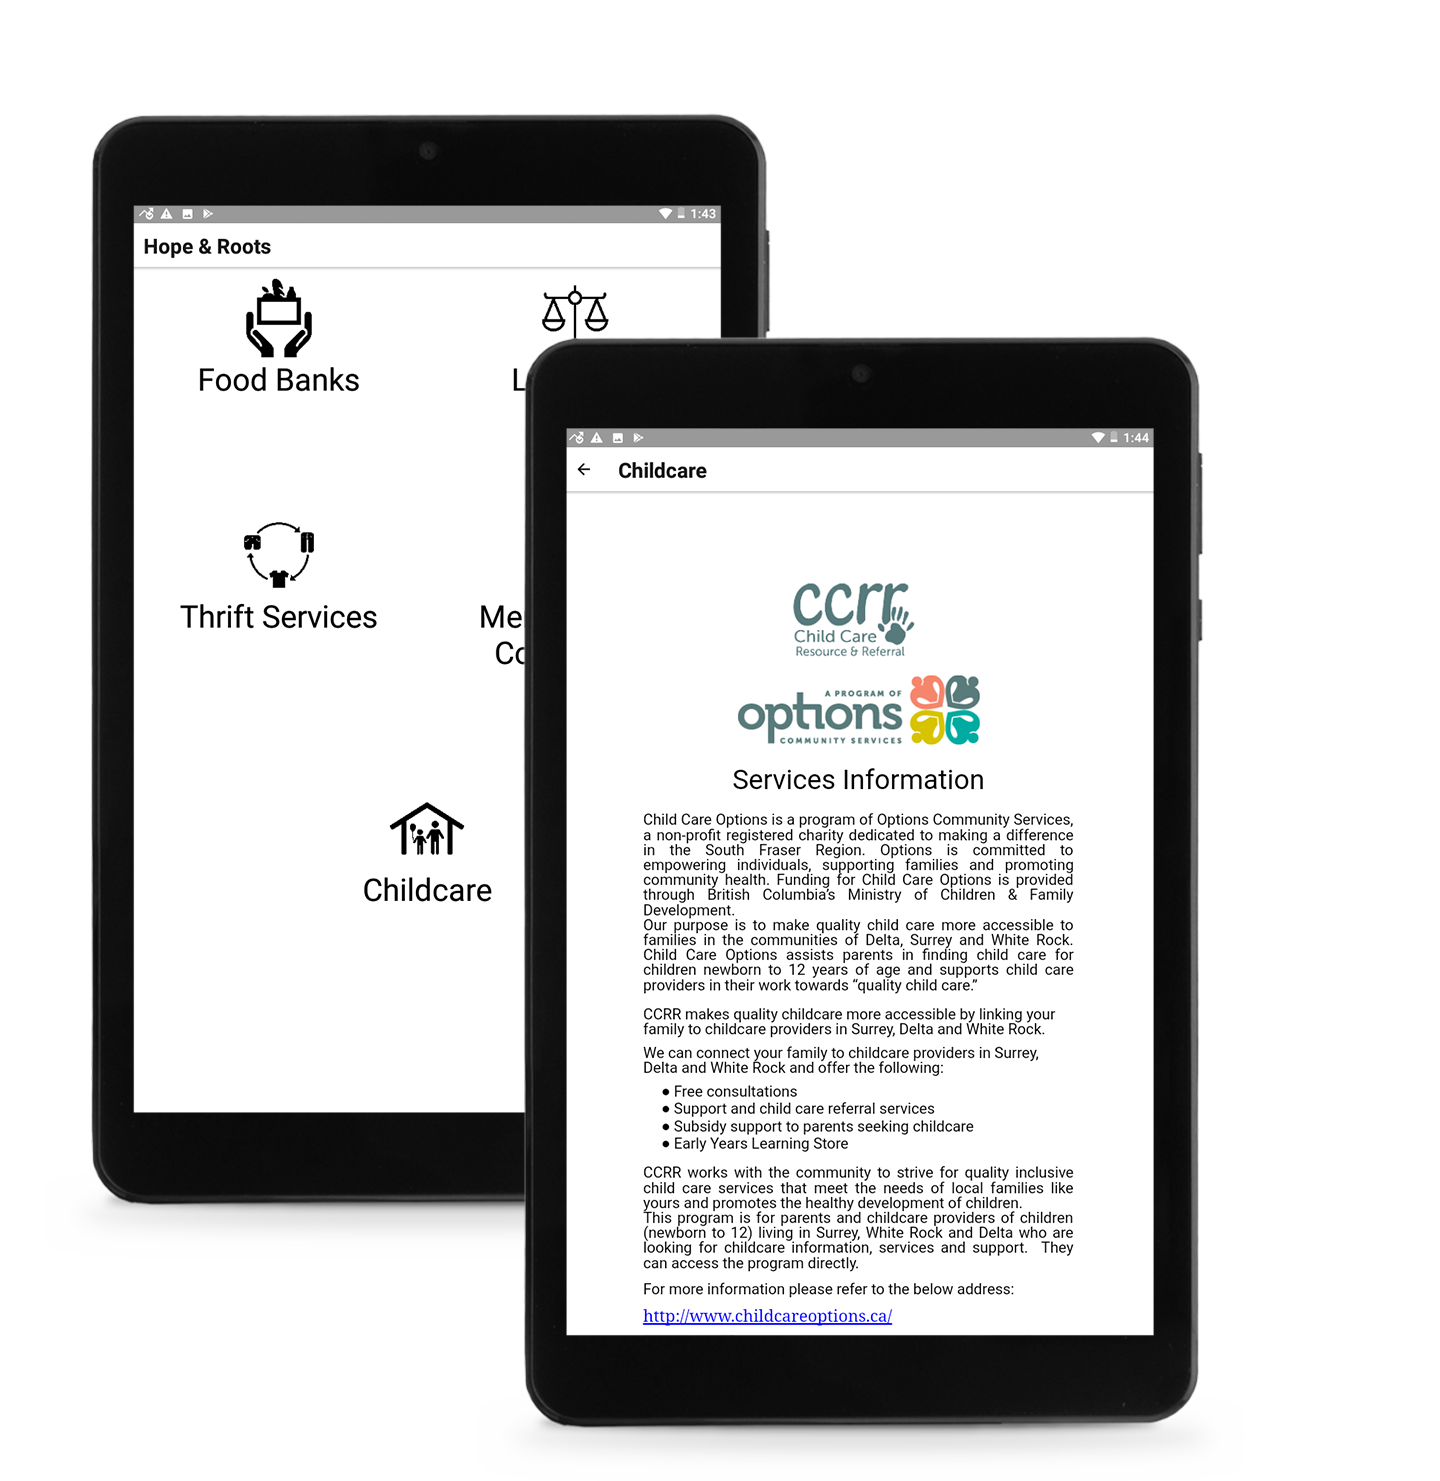 1:43
Hope & Roots
Food Banks
Thrift Services
Childcare
1:44
Childcare
ccrr
Child Care
Resource & Referral
A PROGRAM OF
options
COMMUNITY SERVICES
Services Information
Child Care Options is a program of Options Community Services,
a non-profit registered charity dedicated to making a difference
in the South Fraser Region. Options is committed to
empowering individuals, supporting families and promoting
community health. Funding for Child Care Options is provided
through British Columbia's Ministry of Children & Family
Development.
Our purpose is to make quality child care more accessible to
families in the communities of Delta, Surrey and White Rock.
Child Care Options assists parents in finding child care for
children newborn to 12 years of age and supports child care
providers in their work towards “quality child care.”
CCRR makes quality childcare more accessible by linking your
family to childcare providers in Surrey, Delta and White Rock.
We can connect your family to childcare providers in Surrey,
Delta and White Rock and offer the following:
● Free consultations
● Support and child care referral services
● Subsidy support to parents seeking childcare
● Early Years Learning Store
CCRR works with the community to strive for quality inclusive
child care services that meet the needs of local families like
yours and promotes the healthy development of children.
This program is for parents and childcare providers of children
(newborn to 12) living in Surrey, White Rock and Delta who are
looking for childcare information, services and support. They
can access the program directly.
For more information please refer to the below address:
http://www.childcareoptions.ca/